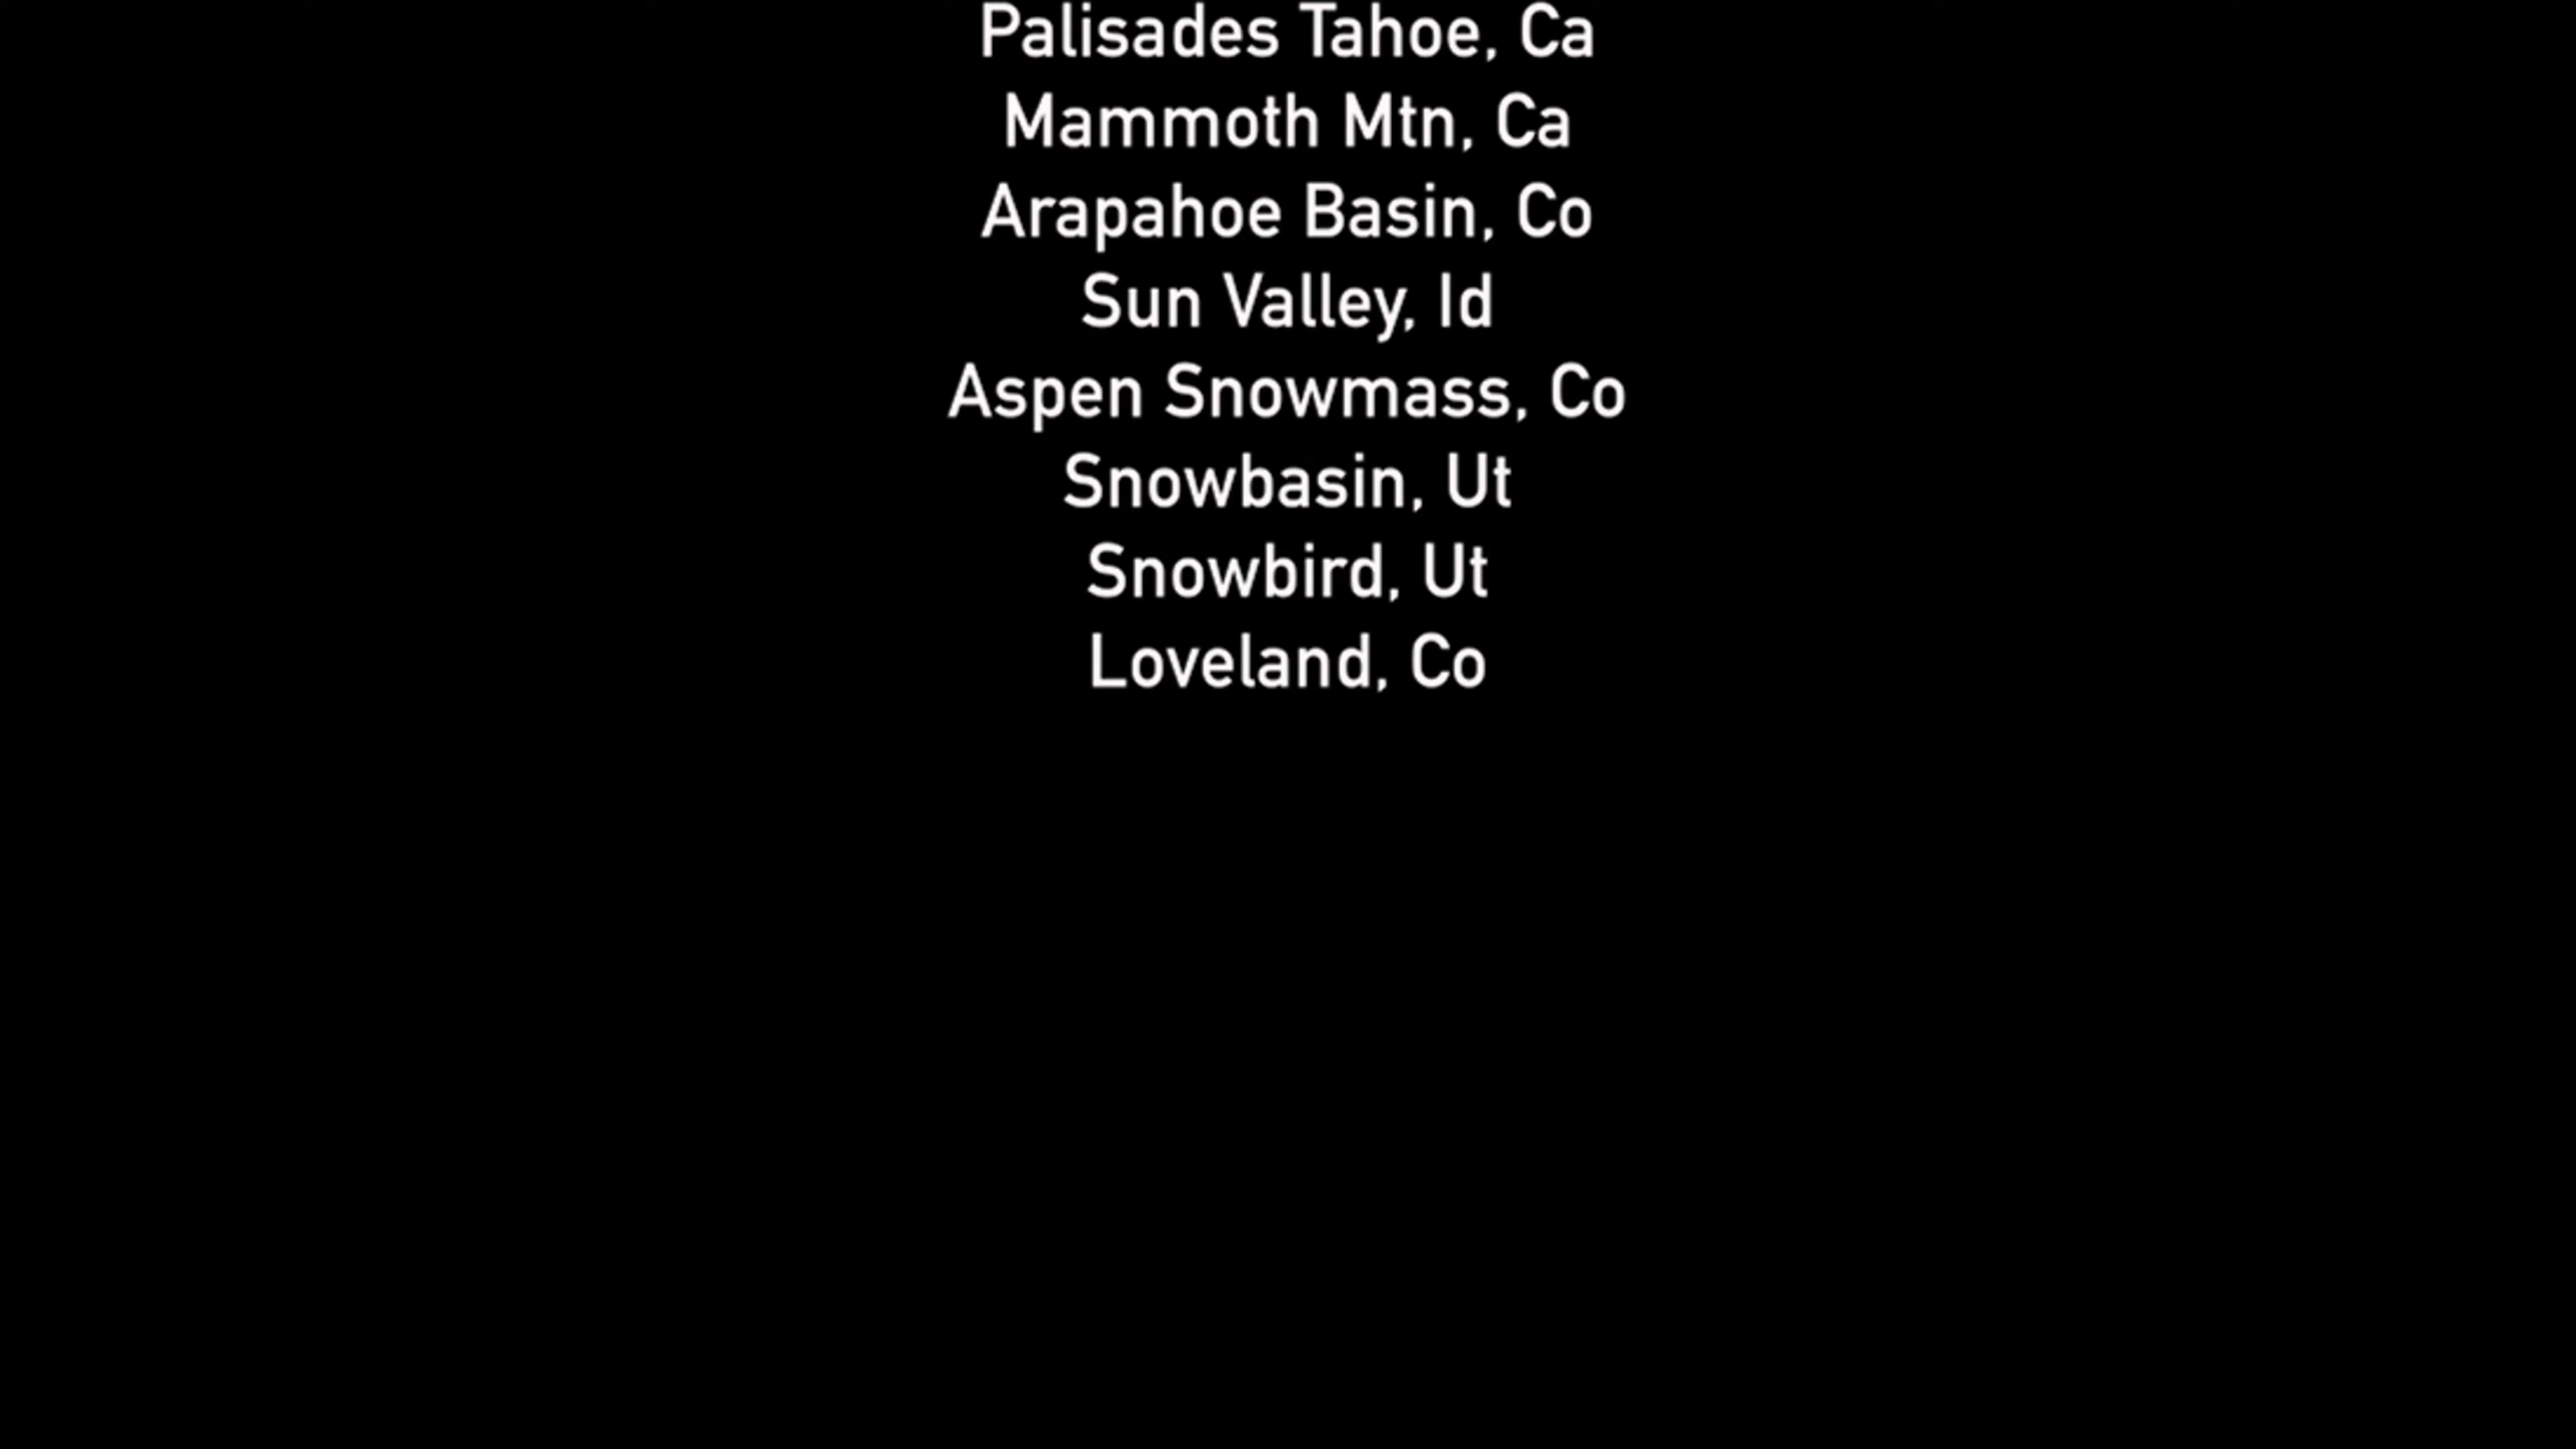 Palisades Tahoe, Ca
Mammoth Mtn, Ca
Arapahoe Basin, Co
Sun Valley, Id
Aspen Snowmass, Co
Snowbasin, Ut
Snowbird, Ut
Loveland, Co